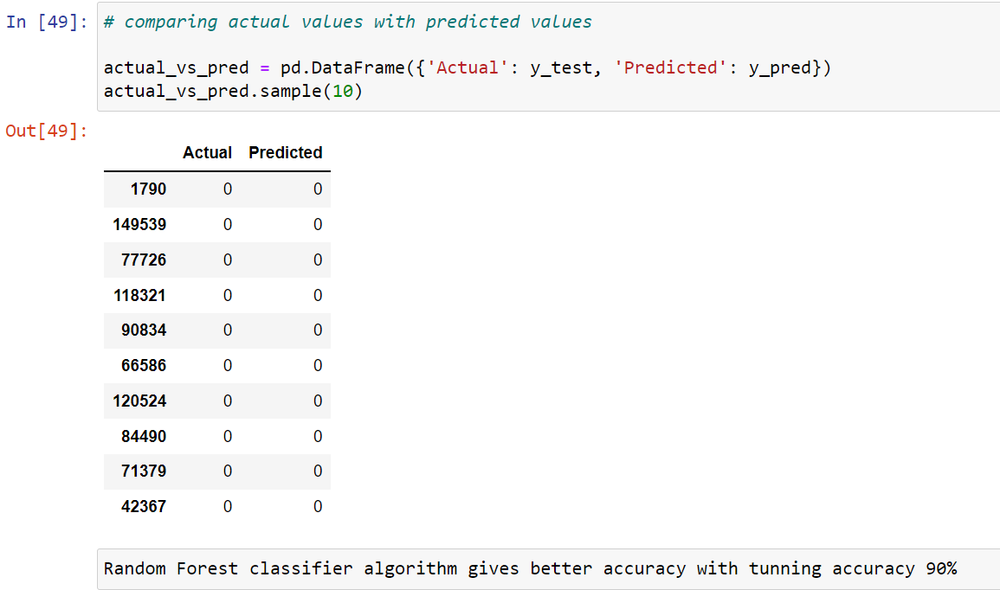 In [49]: # comparing actual values with predicted values
actual_vs_pred = pd.DataFrame({'Actual': y_test, 'Predicted': y_pred})
actual_vs_pred.sample(10)
Out[49]:
Actual Predicted
1790 0 0
149539 0 0
77726 0 0
118321 0 0
90834 0 0
66586 0 0
120524 0 0
84490 0 0
71379 0 0
42367 0 0
Random Forest classifier algorithm gives better accuracy with tunning accuracy 90%